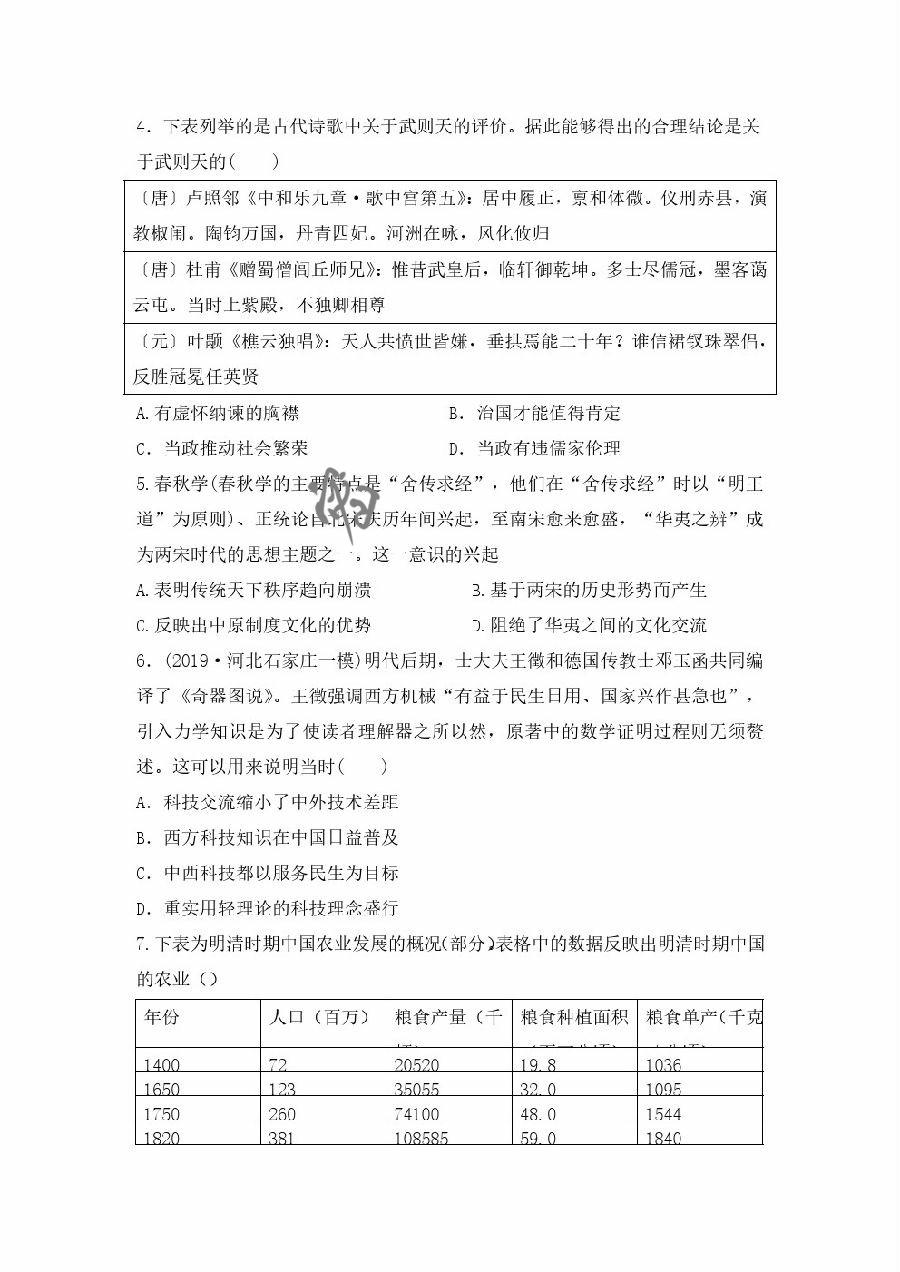 4．下表列举的是古代诗歌中关于武则天的评价。据此能够得出的合理结论是关
于武则天的(　　)
〔唐〕卢照邻《中和乐九章·歌中宫第五》：居中履正，禀和体微。仪刑赤县，演
教椒闱。陶钧万国，丹青四妃。河洲在咏，风化攸归
〔唐〕杜甫《赠蜀僧闾丘师兄》：惟昔武皇后，临轩御乾坤。多士尽儒冠，墨客蔼
云屯。当时上紫殿，不独卿相尊
〔元〕叶颙《樵云独唱》：天人共愤世皆嫌，垂拱焉能二十年？谁信裙钗珠翠侣，
反胜冠冕任英贤
A.有虚怀纳谏的胸襟　　B．治国才能值得肯定
C．当政推动社会繁荣　　D．当政有违儒家伦理
5.春秋学(春秋学的主要特点是“舍传求经”，他们在“舍传求经”时以“明王
道”为原则)、正统论自北宋庆历年间兴起，至南宋愈来愈盛，“华夷之辨”成
为两宋时代的思想主题之一。这一意识的兴起
A.表明传统天下秩序趋向崩溃　　B.基于两宋的历史形势而产生
C.反映出中原制度文化的优势　　D.阻绝了华夷之间的文化交流
6．(2019·河北石家庄一模)明代后期，士大夫王徵和德国传教士邓玉函共同编
译了《奇器图说》。王徵强调西方机械“有益于民生日用、国家兴作甚急也”，
引入力学知识是为了使读者理解器之所以然，原著中的数学证明过程则无须赘
述。这可以用来说明当时(　　)
A．科技交流缩小了中外技术差距
B．西方科技知识在中国日益普及
C．中西科技都以服务民生为目标
D．重实用轻理论的科技理念盛行
7.下表为明清时期中国农业发展的概况(部分)表格中的数据反映出明清时期中国
的农业（）
年份　人口（百万）　粮食产量（千　粮食种植面积　粮食单产（千克
1400　72　20520　19.8　1036
1650　123　35055　32.0　1095
1750　260　74100　48.0　1544
1820　381　108585　59.0　1840